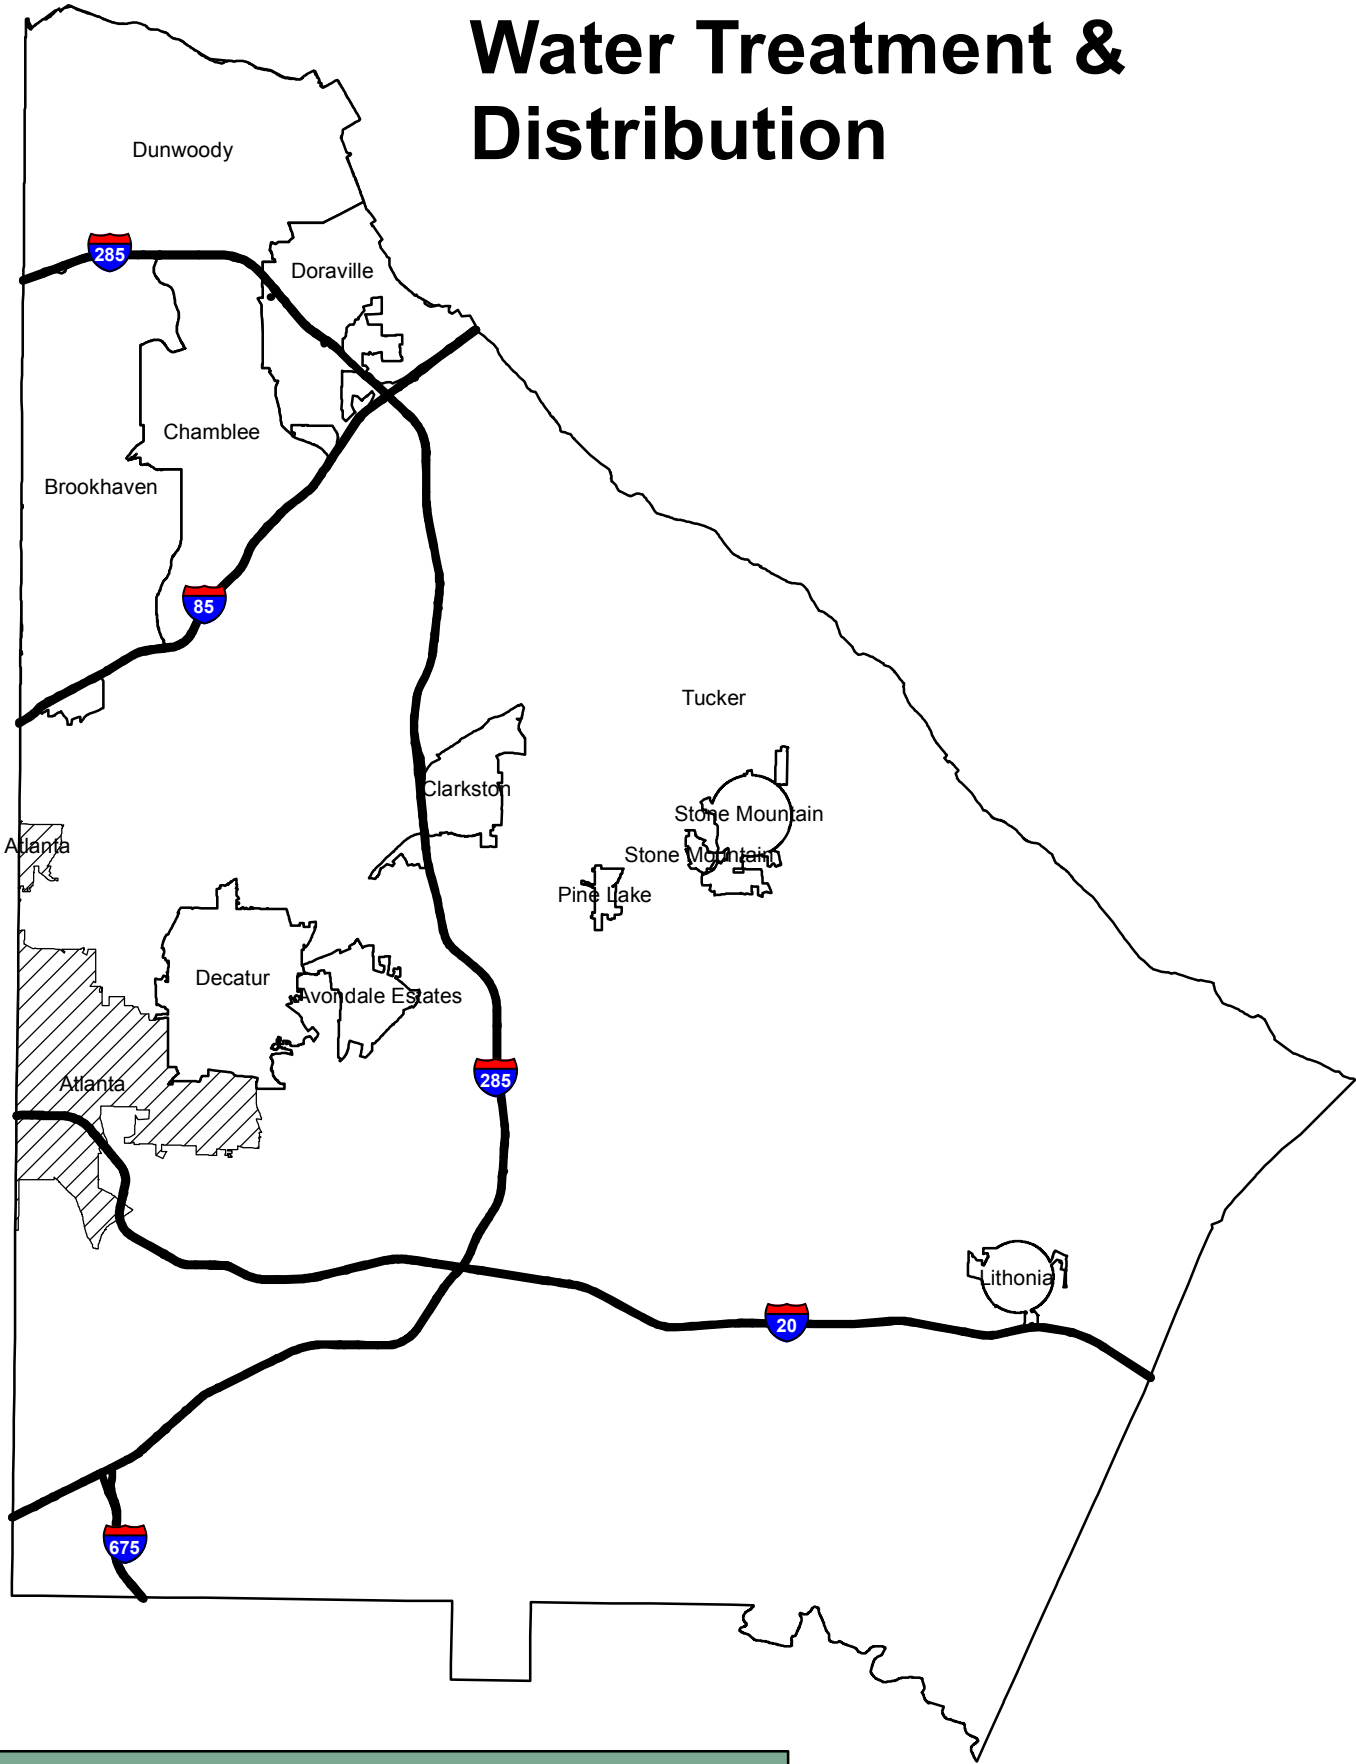 Water Treatment &
Distribution
Dunwoody
285
Doraville
Chamblee
Brookhaven
85
Tucker
Clarkston
Stone Mountain
Atlanta
Stone Mountain
Pine Lake
Decatur
Avondale Estates
285
Atlanta
Lithonia
20
675